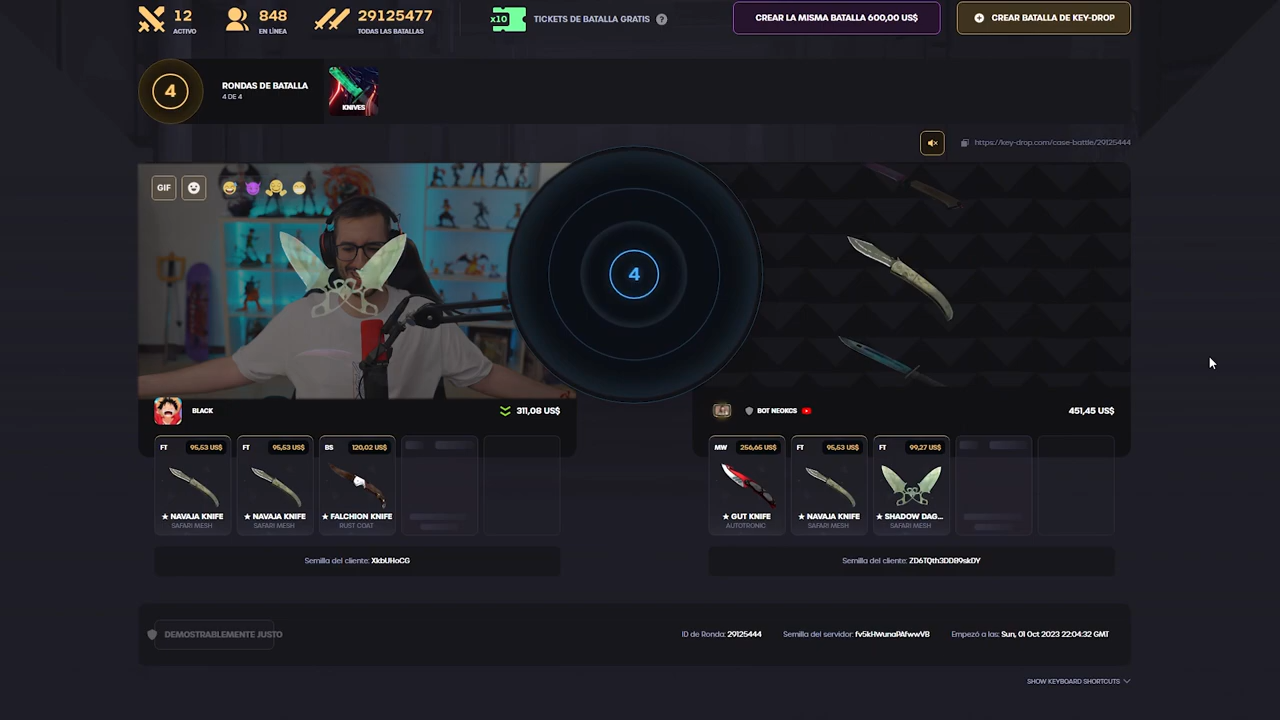 12
ACTIVO
848
EN LÍNEA
29125477
TODAS LAS BATALLAS
x10
TICKETS DE BATALLA GRATIS ?
CREAR LA MISMA BATALLA 600,00 US$
CREAR BATALLA DE KEY-DROP
4
RONDAS DE BATALLA
4 DE 4
KNIVES
https://key-drop.com/case-battle/29125444
GIF
4
BLACK
311,08 US$
BOT NEOKCS
451,45 US$
FT 95,53 US$
★ NAVAJA KNIFE
SAFARI MESH
FT 95,53 US$
★ NAVAJA KNIFE
SAFARI MESH
BS 120,02 US$
★ FALCHION KNIFE
RUST COAT
MW 256,65 US$
★ GUT KNIFE
AUTOTRONIC
FT 95,53 US$
★ NAVAJA KNIFE
SAFARI MESH
FT 99,27 US$
★ SHADOW DAG...
SAFARI MESH
Semilla del cliente: XkbUHoCG
Semilla del cliente: ZD6TQth3DDB9skDY
DEMOSTRABLEMENTE JUSTO
ID de Ronda: 29125444
Semilla del servidor: fv5kHWunaPAfwwVB
Empezó a las: Sun, 01 Oct 2023 22:04:32 GMT
SHOW KEYBOARD SHORTCUTS